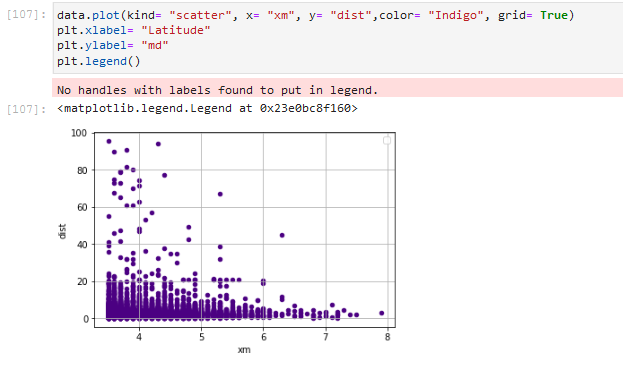 [107]: data.plot(kind= "scatter", x= "xm", y= "dist",color= "Indigo", grid= True)
plt.xlabel= "Latitude"
plt.ylabel= "md"
plt.legend()
No handles with labels found to put in legend.
[107]: <matplotlib.legend.Legend at 0x23e0bc8f160>
100
80
60
40
20
0
dist
4 5 6 7 8
xm